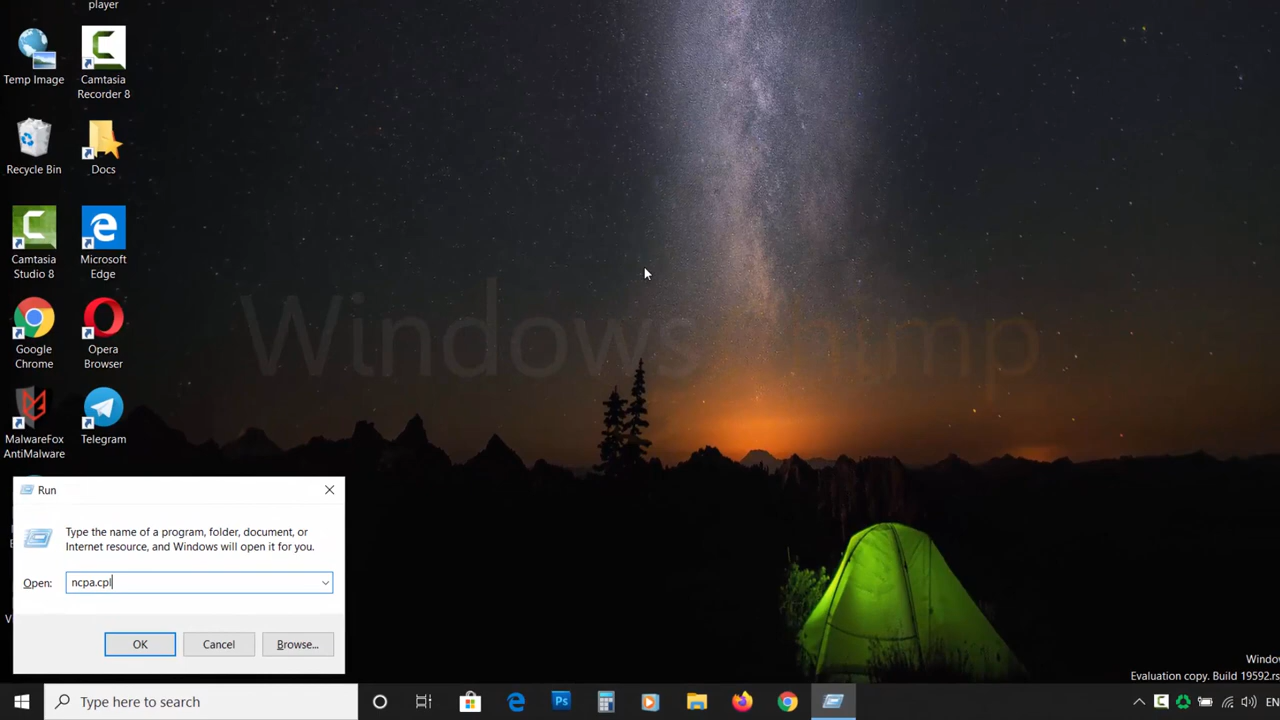 player
Temp Image
Camtasia
Recorder 8
Recycle Bin
Docs
Camtasia
Studio 8
Microsoft
Edge
Google
Chrome
Opera
Browser
MalwareFox
AntiMalware
Telegram
Windows
Run
Type the name of a program, folder, document, or
Internet resource, and Windows will open it for you.
Open: ncpa.cpl
OK Cancel Browse...
Evaluation copy. Build 19592.rs
Type here to search
Ps
EN